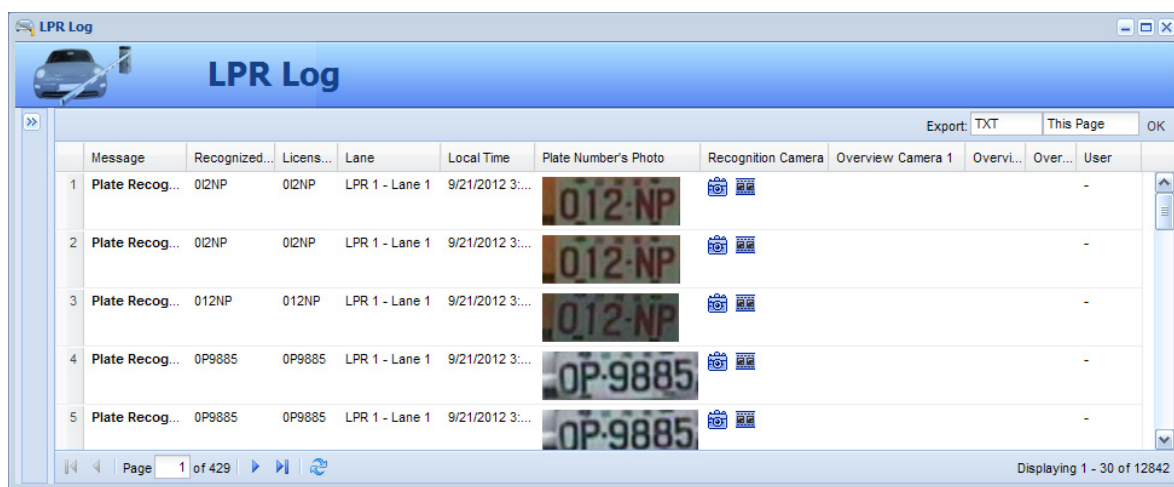 LPR Log
LPR Log
Export: TXT This Page OK
Message Recognized... Licens... Lane Local Time Plate Number's Photo Recognition Camera Overview Camera 1 Overvi... Over... User
1 Plate Recog... 0I2NP 0I2NP LPR 1 - Lane 1 9/21/2012 3:... 012-NP -
2 Plate Recog... 0I2NP 0I2NP LPR 1 - Lane 1 9/21/2012 3:... 012-NP -
3 Plate Recog... 012NP 012NP LPR 1 - Lane 1 9/21/2012 3:... 012-NP -
4 Plate Recog... 0P9885 0P9885 LPR 1 - Lane 1 9/21/2012 3:... 0P-9885 -
5 Plate Recog... 0P9885 0P9885 LPR 1 - Lane 1 9/21/2012 3:... 0P-9885 -
Page 1 of 429 Displaying 1 - 30 of 12842